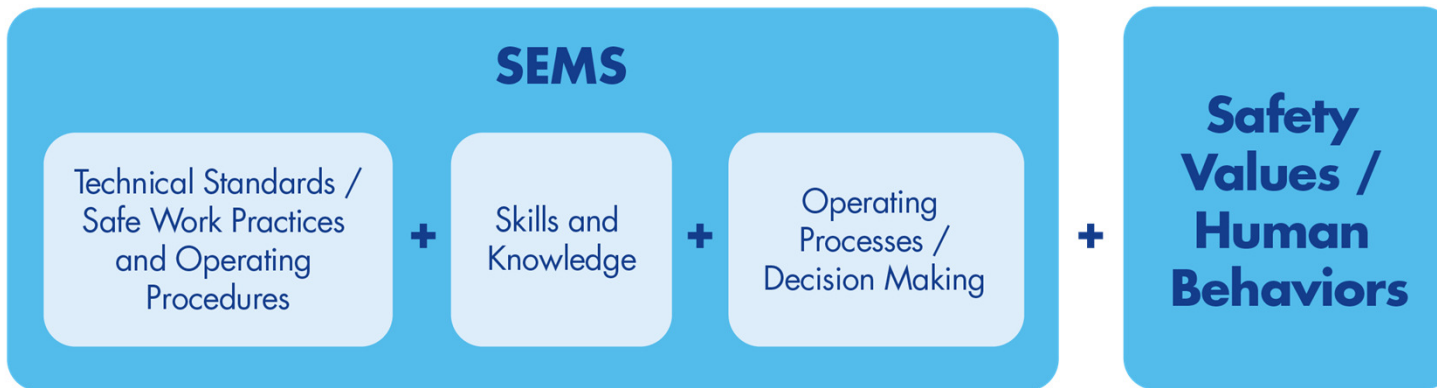 SEMS
Technical Standards /
Safe Work Practices
and Operating
Procedures
+
Skills and
Knowledge
+
Operating
Processes /
Decision Making
+
Safety
Values /
Human
Behaviors